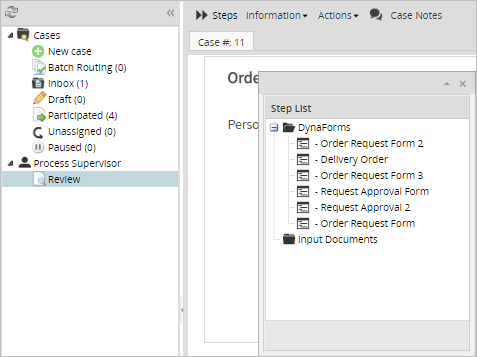 Cases
New case
Batch Routing (0)
Inbox (1)
Draft (0)
Participated (4)
Unassigned (0)
Paused (0)
Process Supervisor
Review
Steps Information Actions Case Notes
Case #: 11
Orde
Perso
Step List
DynaForms
- Order Request Form 2
- Delivery Order
- Order Request Form 3
- Request Approval Form
- Request Approval 2
- Order Request Form
Input Documents